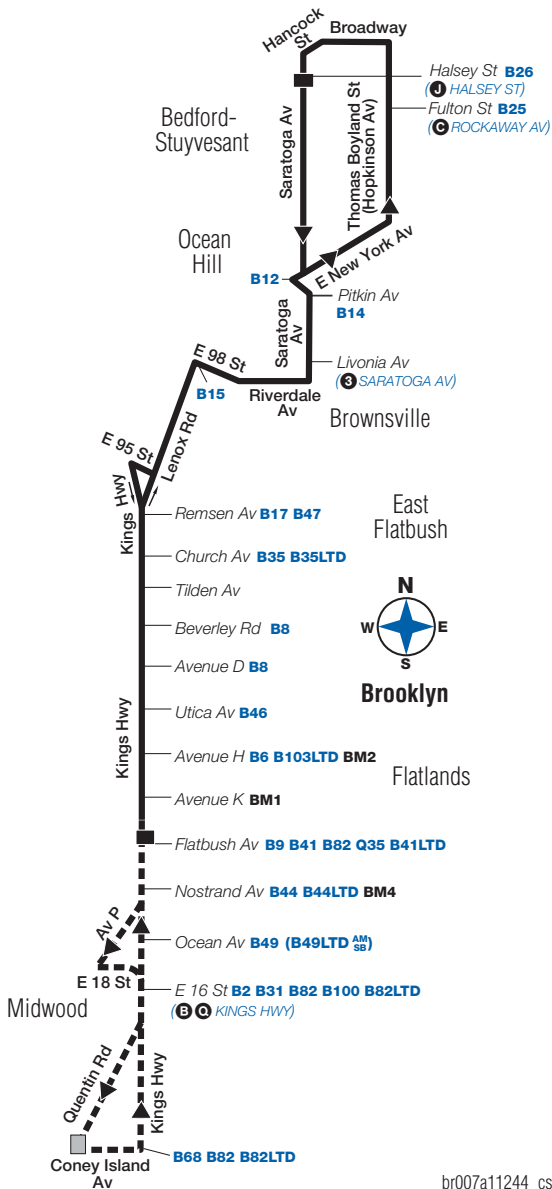 Hancock
St
Broadway
Halsey St B26
(J HALSEY ST)
Fulton St B25
(C ROCKAWAY AV)
Bedford-
Stuyvesant
Saratoga Av
Thomas Boyland St
(Hopkinson Av)
Ocean
Hill
E New York Av
B12
Pitkin Av
B14
Saratoga
Av
E 98 St
Livonia Av
(3 SARATOGA AV)
B15
Riverdale
Av
Brownsville
Lenox Rd
E 95 St
Kings Hwy
Remsen Av B17 B47
East
Flatbush
Church Av B35 B35LTD
Tilden Av
N
W E
S
Beverley Rd B8
Avenue D B8
Brooklyn
Utica Av B46
Kings Hwy
Avenue H B6 B103LTD BM2
Flatlands
Avenue K BM1
Flatbush Av B9 B41 B82 Q35 B41LTD
Nostrand Av B44 B44LTD BM4
Av P
Ocean Av B49 (B49LTD AM SB)
E 18 St
E 16 St B2 B31 B82 B100 B82LTD
(B Q KINGS HWY)
Midwood
Quentin Rd
Kings Hwy
B68 B82 B82LTD
Coney Island
Av
br007a11244 cs